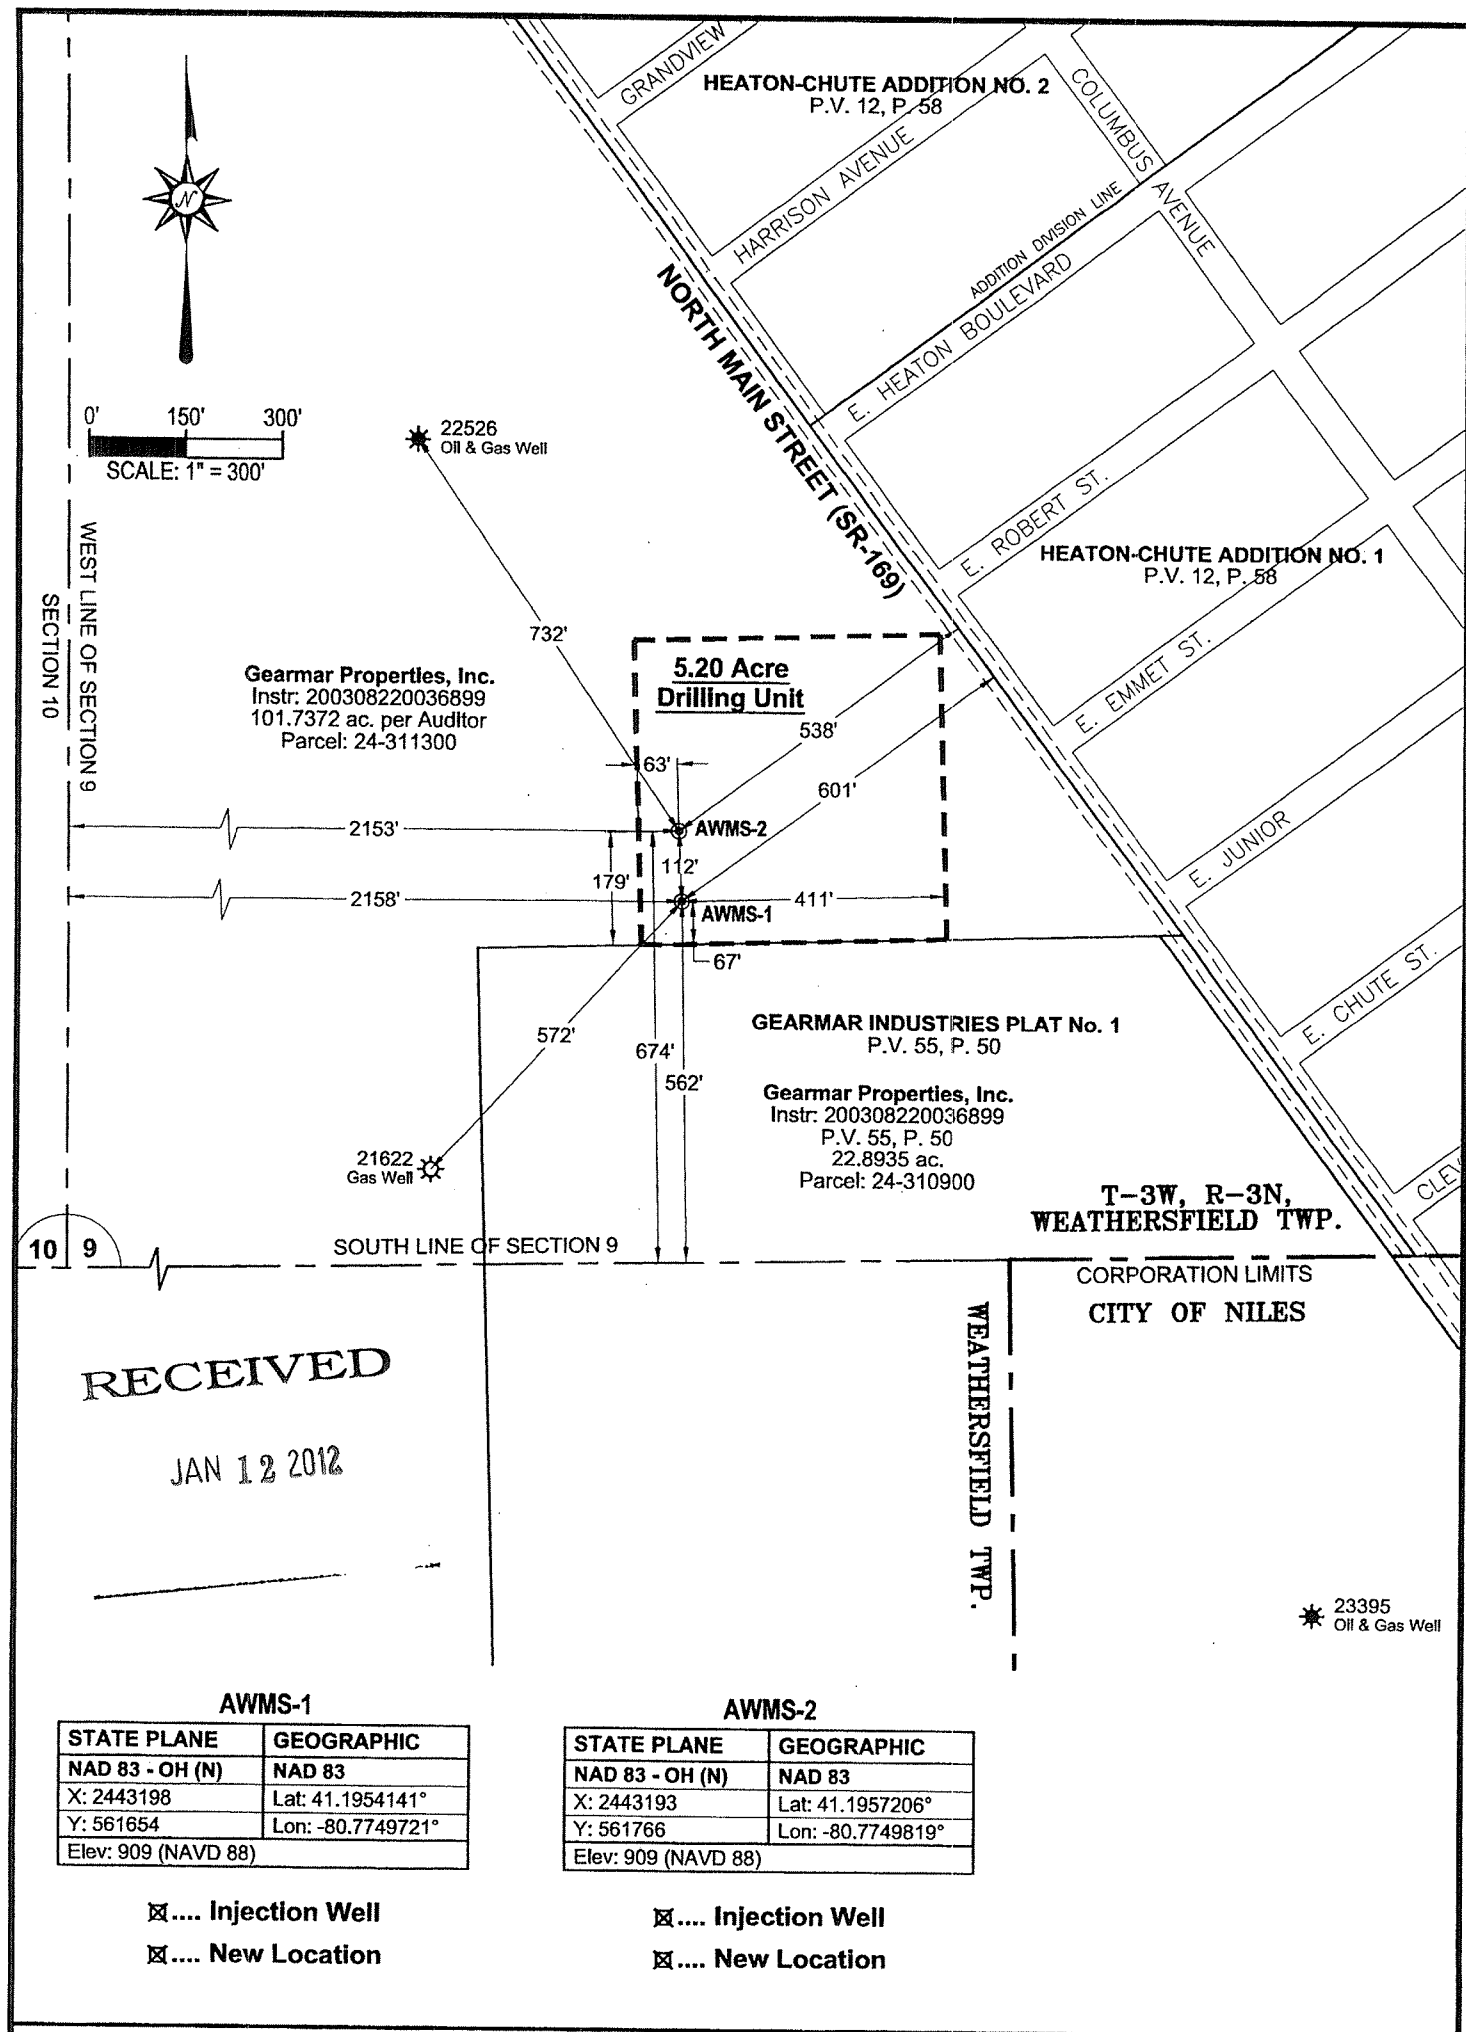 GRANDVIEW
HEATON-CHUTE ADDITION NO. 2
P.V. 12, P. 58
COLUMBUS AVENUE
HARRISON AVENUE
ADDITION DIVISION LINE
N
NORTH MAIN STREET (SR-169)
E. HEATON BOULEVARD
0' 150' 300'
SCALE: 1" = 300'
22526
Oil & Gas Well
E. ROBERT ST.
HEATON-CHUTE ADDITION NO. 1
P.V. 12, P. 58
WEST LINE OF SECTION 9
SECTION 10
732'
E. EMMET ST.
Gearmar Properties, Inc.
Instr: 200308220036899
101.7372 ac. per Auditor
Parcel: 24-311300
5.20 Acre
Drilling Unit
538'
63'
601'
2153'
AWMS-2
E. JUNIOR
112'
179'
2158'
411'
AWMS-1
67'
E. CHUTE ST.
GEARMAR INDUSTRIES PLAT No. 1
P.V. 55, P. 50
572'
674'
562'
Gearmar Properties, Inc.
Instr: 200308220036899
P.V. 55, P. 50
22.8935 ac.
Parcel: 24-310900
21622
Gas Well
CLEV
T-3W, R-3N,
WEATHERSFIELD TWP.
10 9
SOUTH LINE OF SECTION 9
CORPORATION LIMITS
CITY OF NILES
WEATHERSFIELD TWP.
RECEIVED
JAN 12 2012
23395
Oil & Gas Well
AWMS-1
STATE PLANE GEOGRAPHIC
NAD 83 - OH (N) NAD 83
X: 2443198 Lat: 41.1954141°
Y: 561654 Lon: -80.7749721°
Elev: 909 (NAVD 88)
AWMS-2
STATE PLANE GEOGRAPHIC
NAD 83 - OH (N) NAD 83
X: 2443193 Lat: 41.1957206°
Y: 561766 Lon: -80.7749819°
Elev: 909 (NAVD 88)
☒.... Injection Well
☒.... New Location
☒.... Injection Well
☒.... New Location